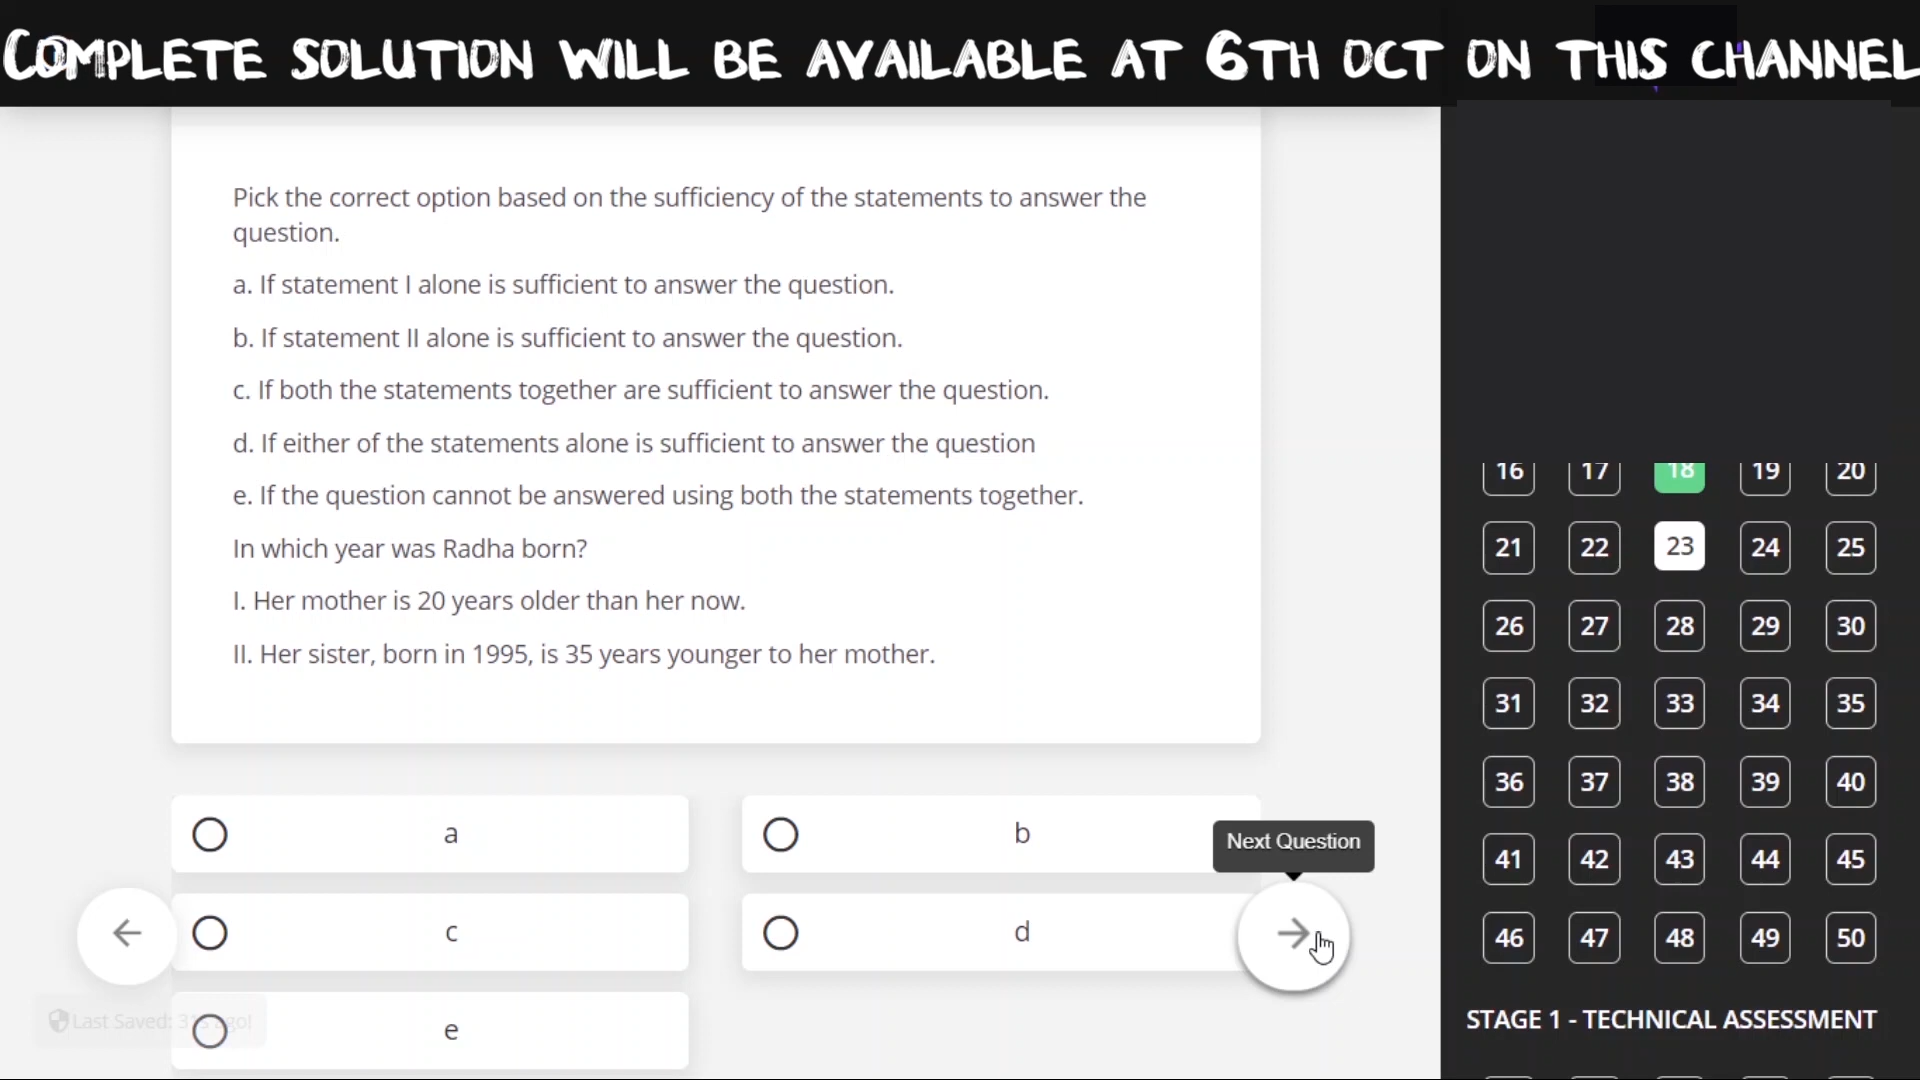 COMPLETE SOLUTION WILL BE AVAILABLE AT 6TH OCT ON THIS CHANNEL
Pick the correct option based on the sufficiency of the statements to answer the
question.
a. If statement I alone is sufficient to answer the question.
b. If statement II alone is sufficient to answer the question.
c. If both the statements together are sufficient to answer the question.
d. If either of the statements alone is sufficient to answer the question
e. If the question cannot be answered using both the statements together.
In which year was Radha born?
I. Her mother is 20 years older than her now.
II. Her sister, born in 1995, is 35 years younger to her mother.
a
b
Next Question
c
d
Last Saved: 31s ago!
e
16 17 18 19 20
21 22 23 24 25
26 27 28 29 30
31 32 33 34 35
36 37 38 39 40
41 42 43 44 45
46 47 48 49 50
STAGE 1 - TECHNICAL ASSESSMENT